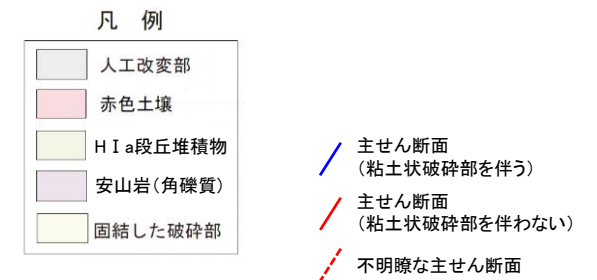 凡 例
人工改変部
赤色土壌
HⅠa段丘堆積物
安山岩(角礫質)
固結した破砕部
主せん断面
(粘土状破砕部を伴う)
主せん断面
(粘土状破砕部を伴わない)
不明瞭な主せん断面